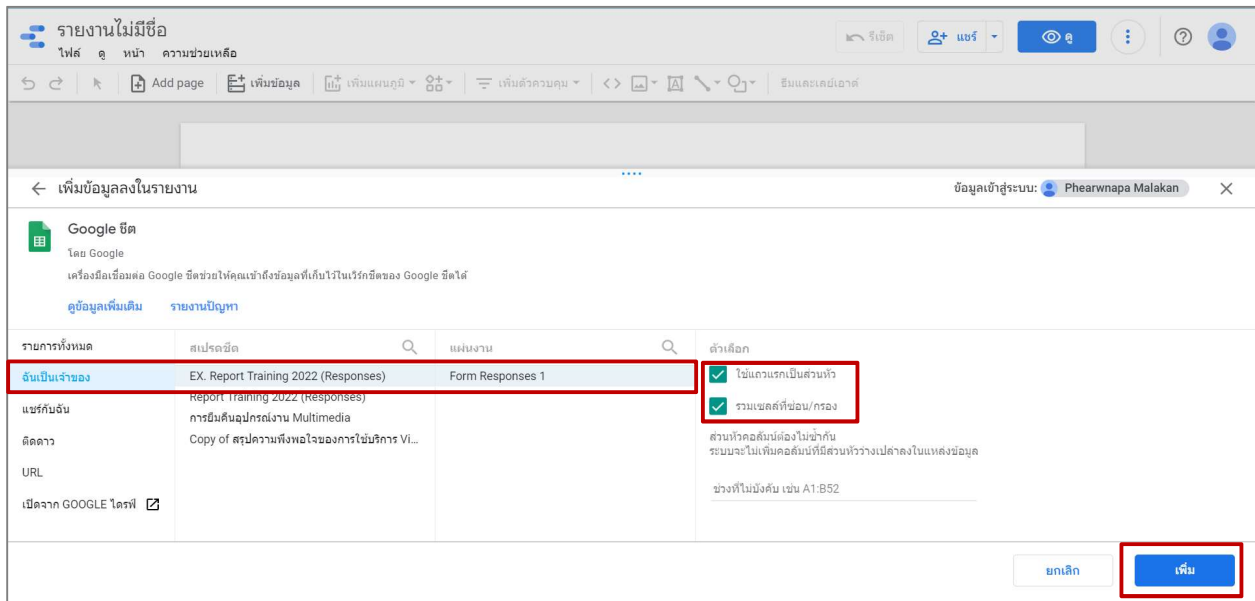 รายงานไม่มีชื่อ
ไฟล์ ดู หน้า ความช่วยเหลือ
รีเซ็ต แชร์ ดู
Add page เพิ่มข้อมูล เพิ่มแผนภูมิ เพิ่มตัวควบคุม ธีมและเลย์เอาต์
เพิ่มข้อมูลลงในรายงาน
ข้อมูลเข้าสู่ระบบ: Phearwnapa Malakan
Google ชีต
โดย Google
เครื่องมือเชื่อมต่อ Google ชีตช่วยให้คุณเข้าถึงข้อมูลที่เก็บไว้ในเวิร์กชีตของ Google ชีตได้
ดูข้อมูลเพิ่มเติม รายงานปัญหา
รายการทั้งหมด
ฉันเป็นเจ้าของ
แชร์กับฉัน
ติดดาว
URL
เปิดจาก GOOGLE ไดรฟ์
สเปรดชีต
EX. Report Training 2022 (Responses)
Report Training 2022 (Responses)
การยืมคืนอุปกรณ์งาน Multimedia
Copy of สรุปความพึงพอใจของการใช้บริการ Vi...
แผ่นงาน
Form Responses 1
ตัวเลือก
ใช้แถวแรกเป็นส่วนหัว
รวมเซลล์ที่ซ่อน/กรอง
ส่วนหัวคอลัมน์ต้องไม่ซ้ำกัน
ระบบจะไม่เพิ่มคอลัมน์ที่มีส่วนหัวว่างเปล่าลงในแหล่งข้อมูล
ช่วงที่ไม่บังคับ เช่น A1:B52
ยกเลิก เพิ่ม